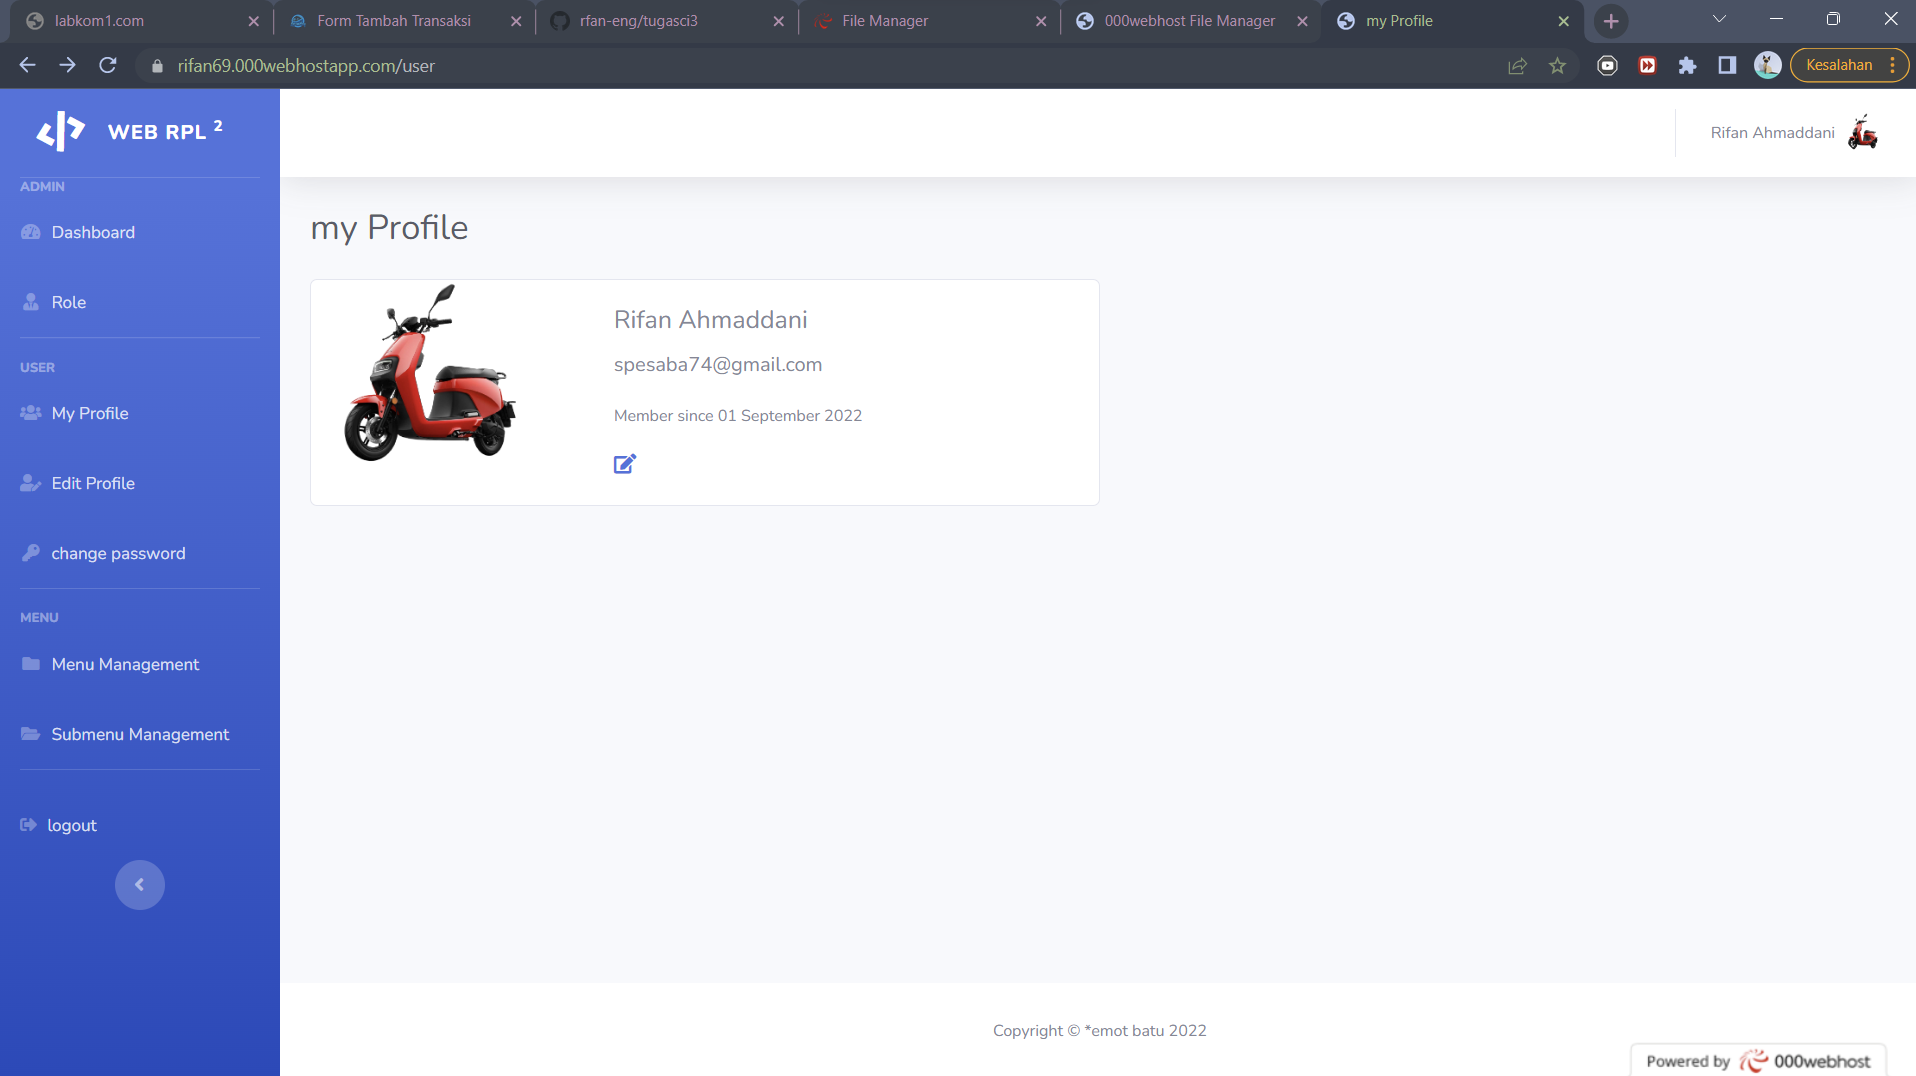 labkom1.com
Form Tambah Transaksi
rfan-eng/tugasci3
File Manager
000webhost File Manager
my Profile
rifan69.000webhostapp.com/user
Kesalahan
WEB RPL 2
Rifan Ahmaddani
ADMIN
Dashboard
Role
USER
My Profile
Edit Profile
change password
MENU
Menu Management
Submenu Management
logout
my Profile
Rifan Ahmaddani
spesaba74@gmail.com
Member since 01 September 2022
Copyright © *emot batu 2022
Powered by 000webhost